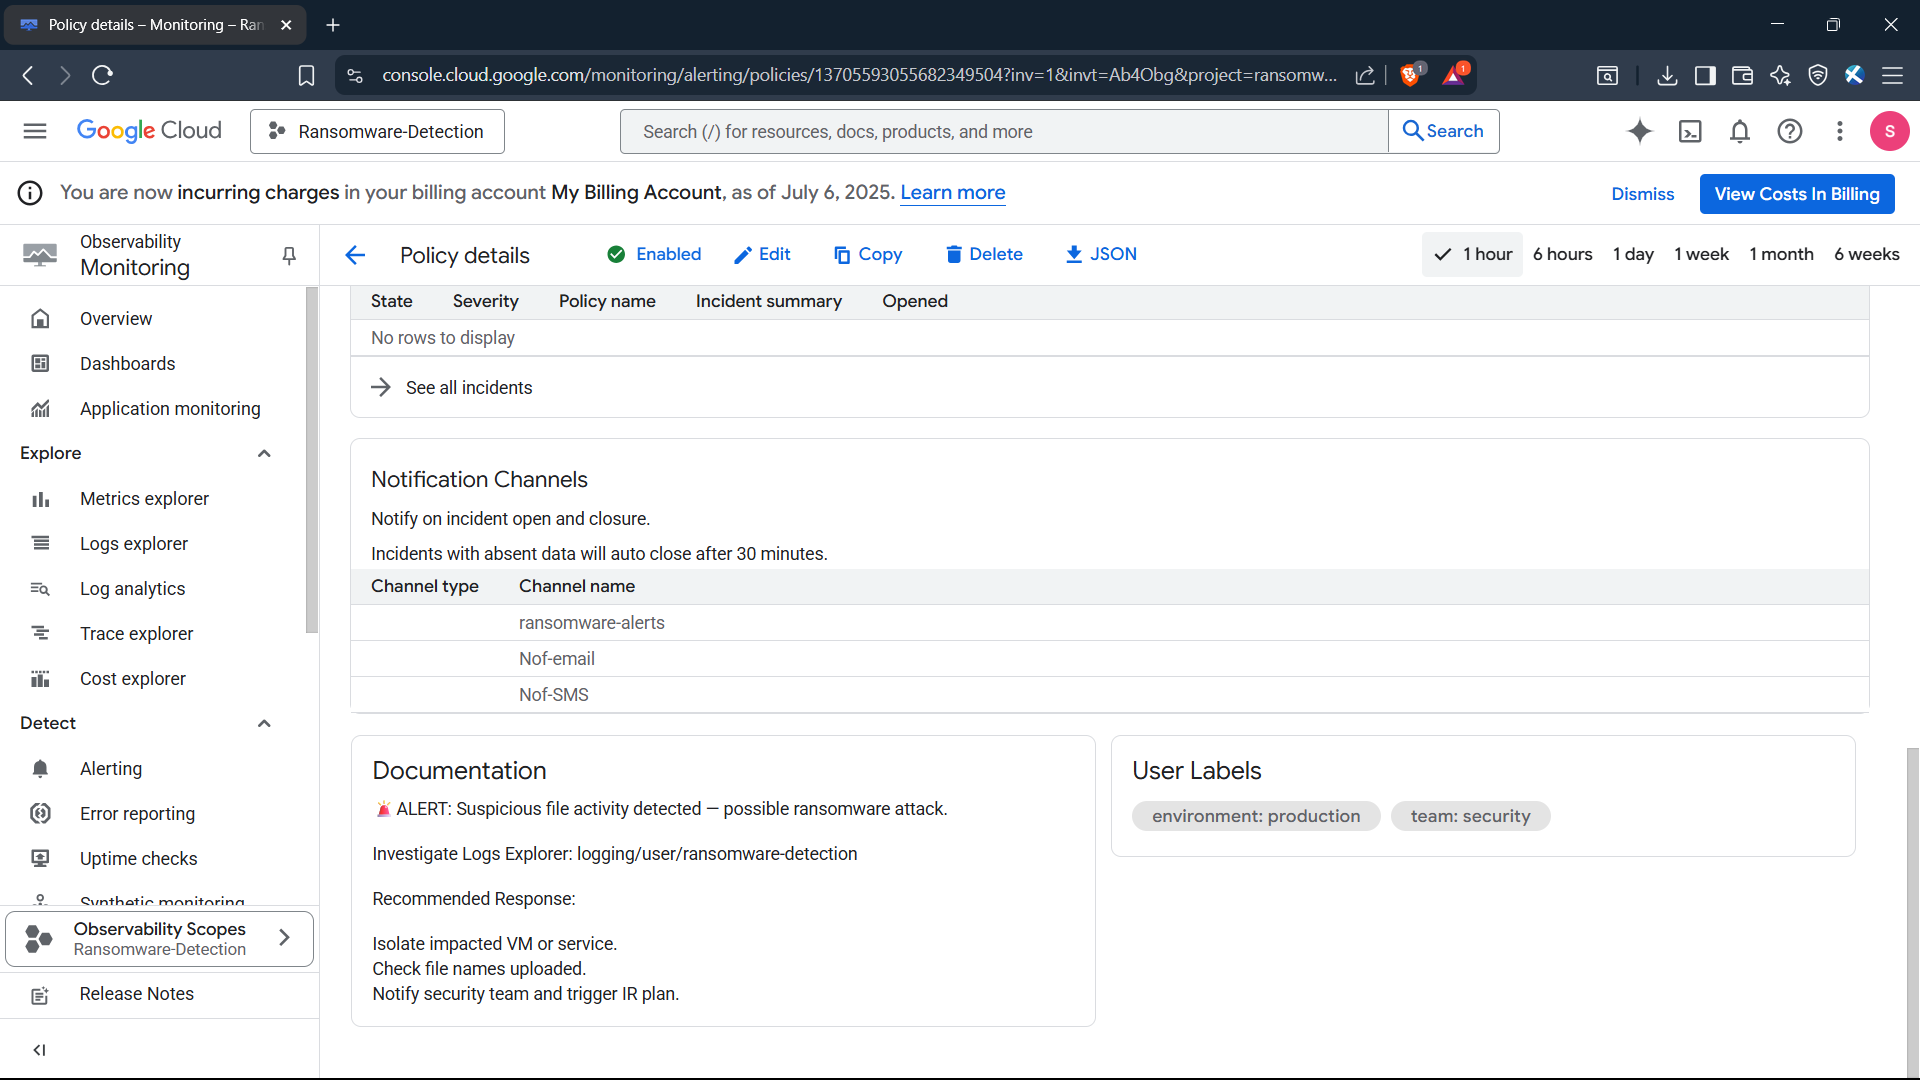 Policy details – Monitoring – Ran
console.cloud.google.com/monitoring/alerting/policies/13705593055682349504?inv=1&invt=Ab4Obg&project=ransomw...
1
1
Google Cloud
Ransomware-Detection
Search (/) for resources, docs, products, and more
Search
S
You are now incurring charges in your billing account My Billing Account, as of July 6, 2025. Learn more
Dismiss
View Costs In Billing
Observability
Monitoring
Policy details
Enabled
Edit
Copy
Delete
JSON
1 hour
6 hours
1 day
1 week
1 month
6 weeks
Overview
Dashboards
Application monitoring
Explore
Metrics explorer
Logs explorer
Log analytics
Trace explorer
Cost explorer
Detect
Alerting
Error reporting
Uptime checks
Synthetic monitoring
Observability Scopes
Ransomware-Detection
Release Notes
State Severity Policy name Incident summary Opened
No rows to display
See all incidents
Notification Channels
Notify on incident open and closure.
Incidents with absent data will auto close after 30 minutes.
Channel type Channel name
ransomware-alerts
Nof-email
Nof-SMS
Documentation
🚨 ALERT: Suspicious file activity detected — possible ransomware attack.
Investigate Logs Explorer: logging/user/ransomware-detection
Recommended Response:
Isolate impacted VM or service.
Check file names uploaded.
Notify security team and trigger IR plan.
User Labels
environment: production
team: security